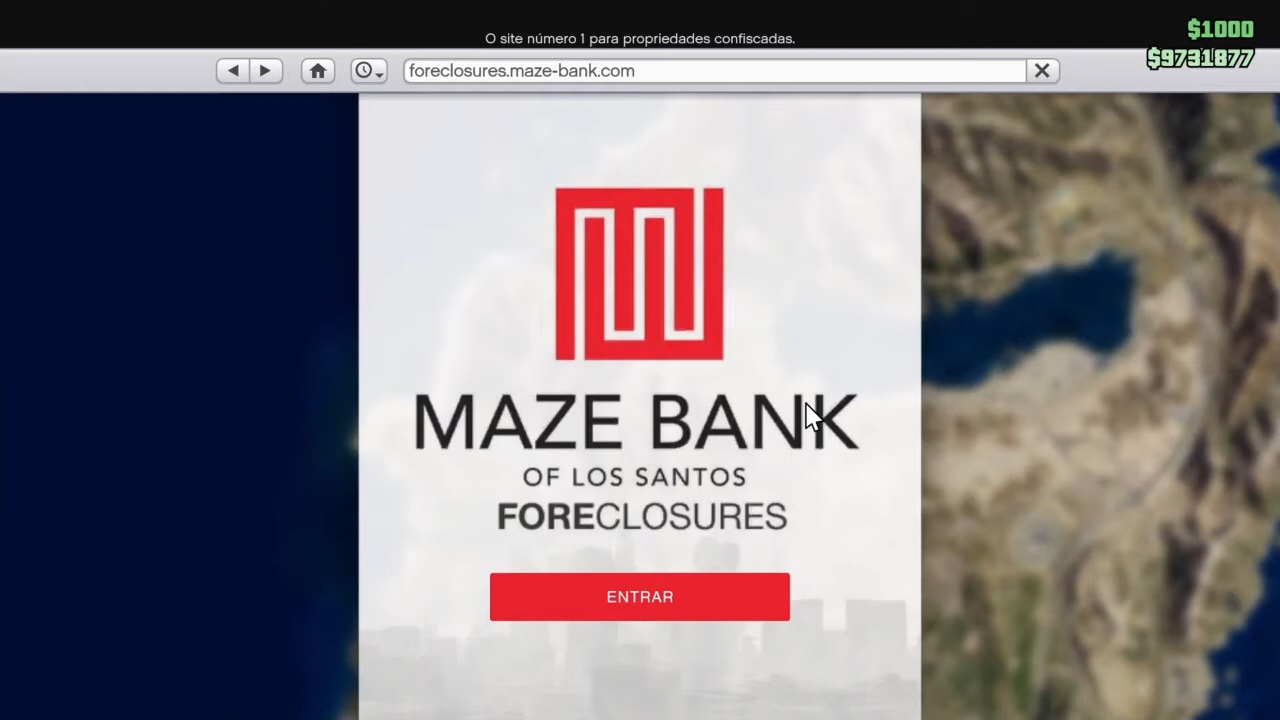 O site número 1 para propriedades confiscadas.
$1000
$9731877
foreclosures.maze-bank.com
MAZE BANK
OF LOS SANTOS
FORECLOSURES
ENTRAR